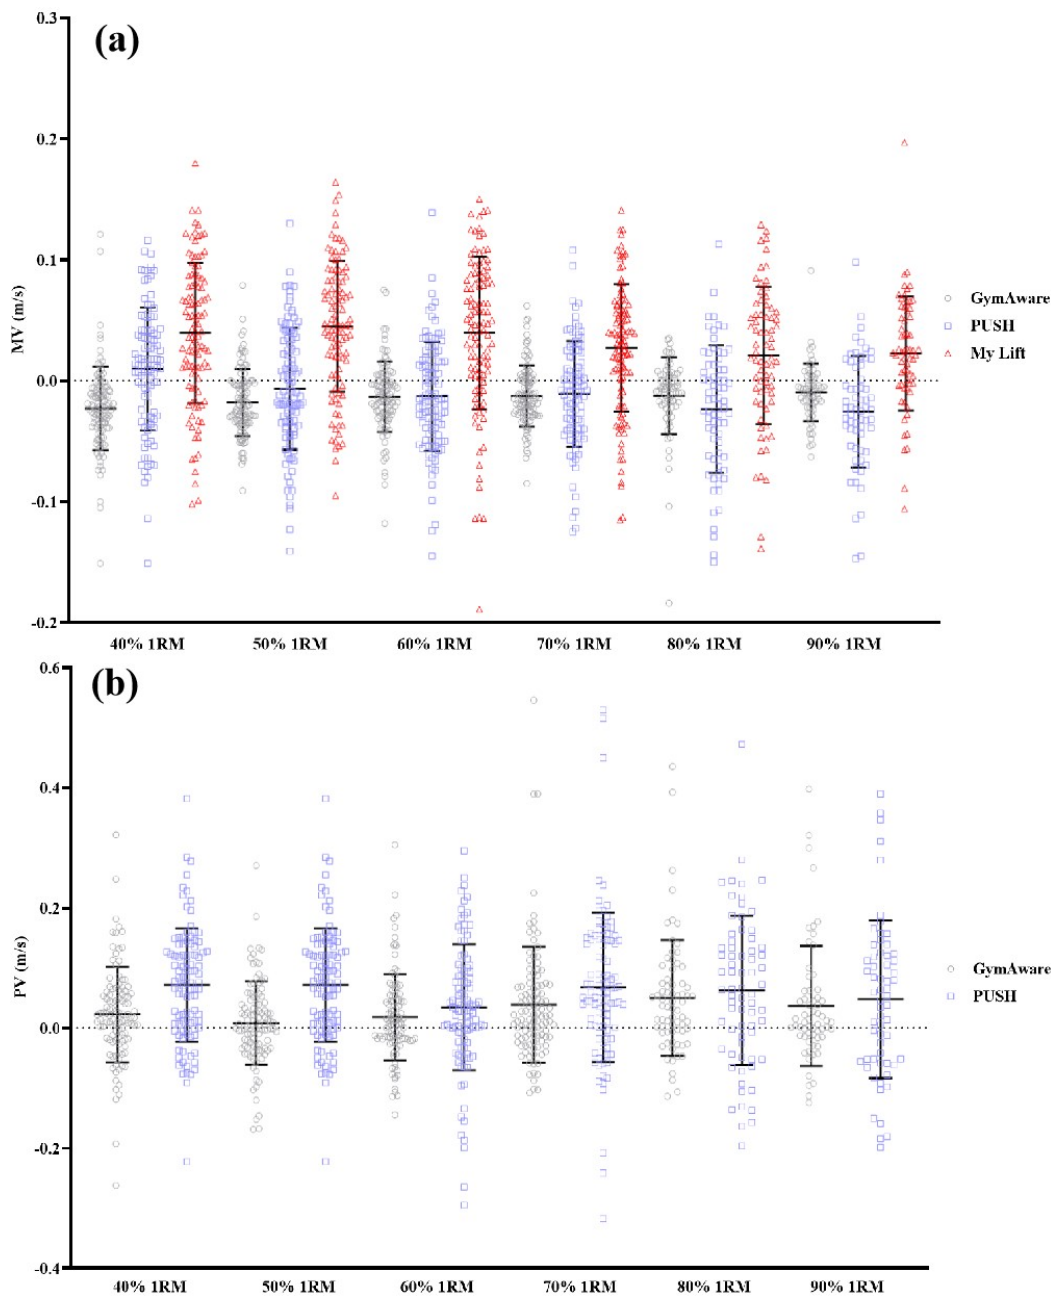 (a)
0.3
0.2
0.1
0.0
-0.1
-0.2
MV (m/s)
GymAware
PUSH
My Lift
40% 1RM 50% 1RM 60% 1RM 70% 1RM 80% 1RM 90% 1RM
(b)
0.6
0.4
0.2
0.0
-0.2
-0.4
PV (m/s)
GymAware
PUSH
40% 1RM 50% 1RM 60% 1RM 70% 1RM 80% 1RM 90% 1RM